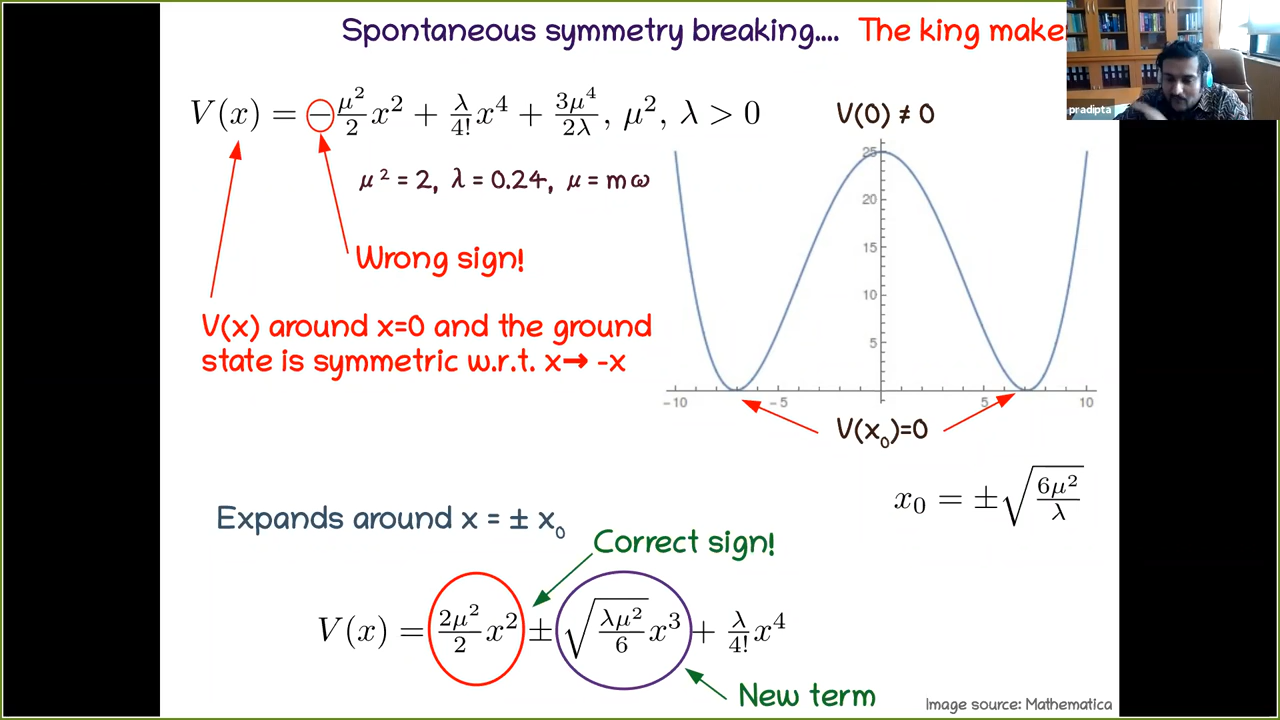 Spontaneous symmetry breaking.... The king make
pradipta
V(x) = −μ²/2 x² + λ/4! x⁴ + 3μ⁴/2λ, μ², λ > 0
V(0) ≠ 0
μ² = 2, λ = 0.24, μ = mω
Wrong sign!
V(x) around x=0 and the ground
state is symmetric w.r.t. x→ -x
25
20
15
10
5
-10 -5 5 10
V(x₀)=0
x₀ = ±√(6μ²/λ)
Expands around x = ± x₀
Correct sign!
V(x) = 2μ²/2 x² ± √(λμ²/6) x³ + λ/4! x⁴
New term
Image source: Mathematica